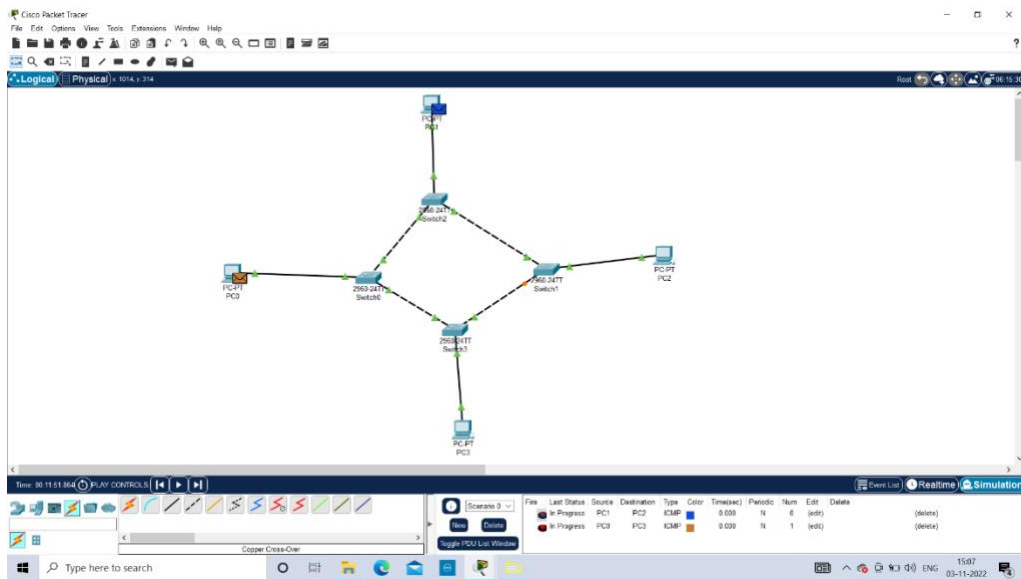 Cisco Packet Tracer
File Edit Options View Tools Extensions Window Help
?
Logical Physical x: 1014, y: 314 Root
PC-PT
PC1
2960-24TT
Switch2
PC-PT
PC0
2960-24TT
Switch0
2960-24TT
Switch1
PC-PT
PC2
2960-24TT
Switch3
PC-PT
PC3
Time: 00:11:51.864 PLAY CONTROLS: Event List Realtime Simulation
Scenario 0
New Delete
Toggle PDU List Window
Fire Last Status Source Destination Type Color Time(sec) Periodic Num Edit Delete
In Progress PC1 PC2 ICMP 0.000 N 0 (edit) (delete)
In Progress PC0 PC3 ICMP 0.000 N 1 (edit) (delete)
Copper Cross-Over
Type here to search
ENG
15:07
03-11-2022